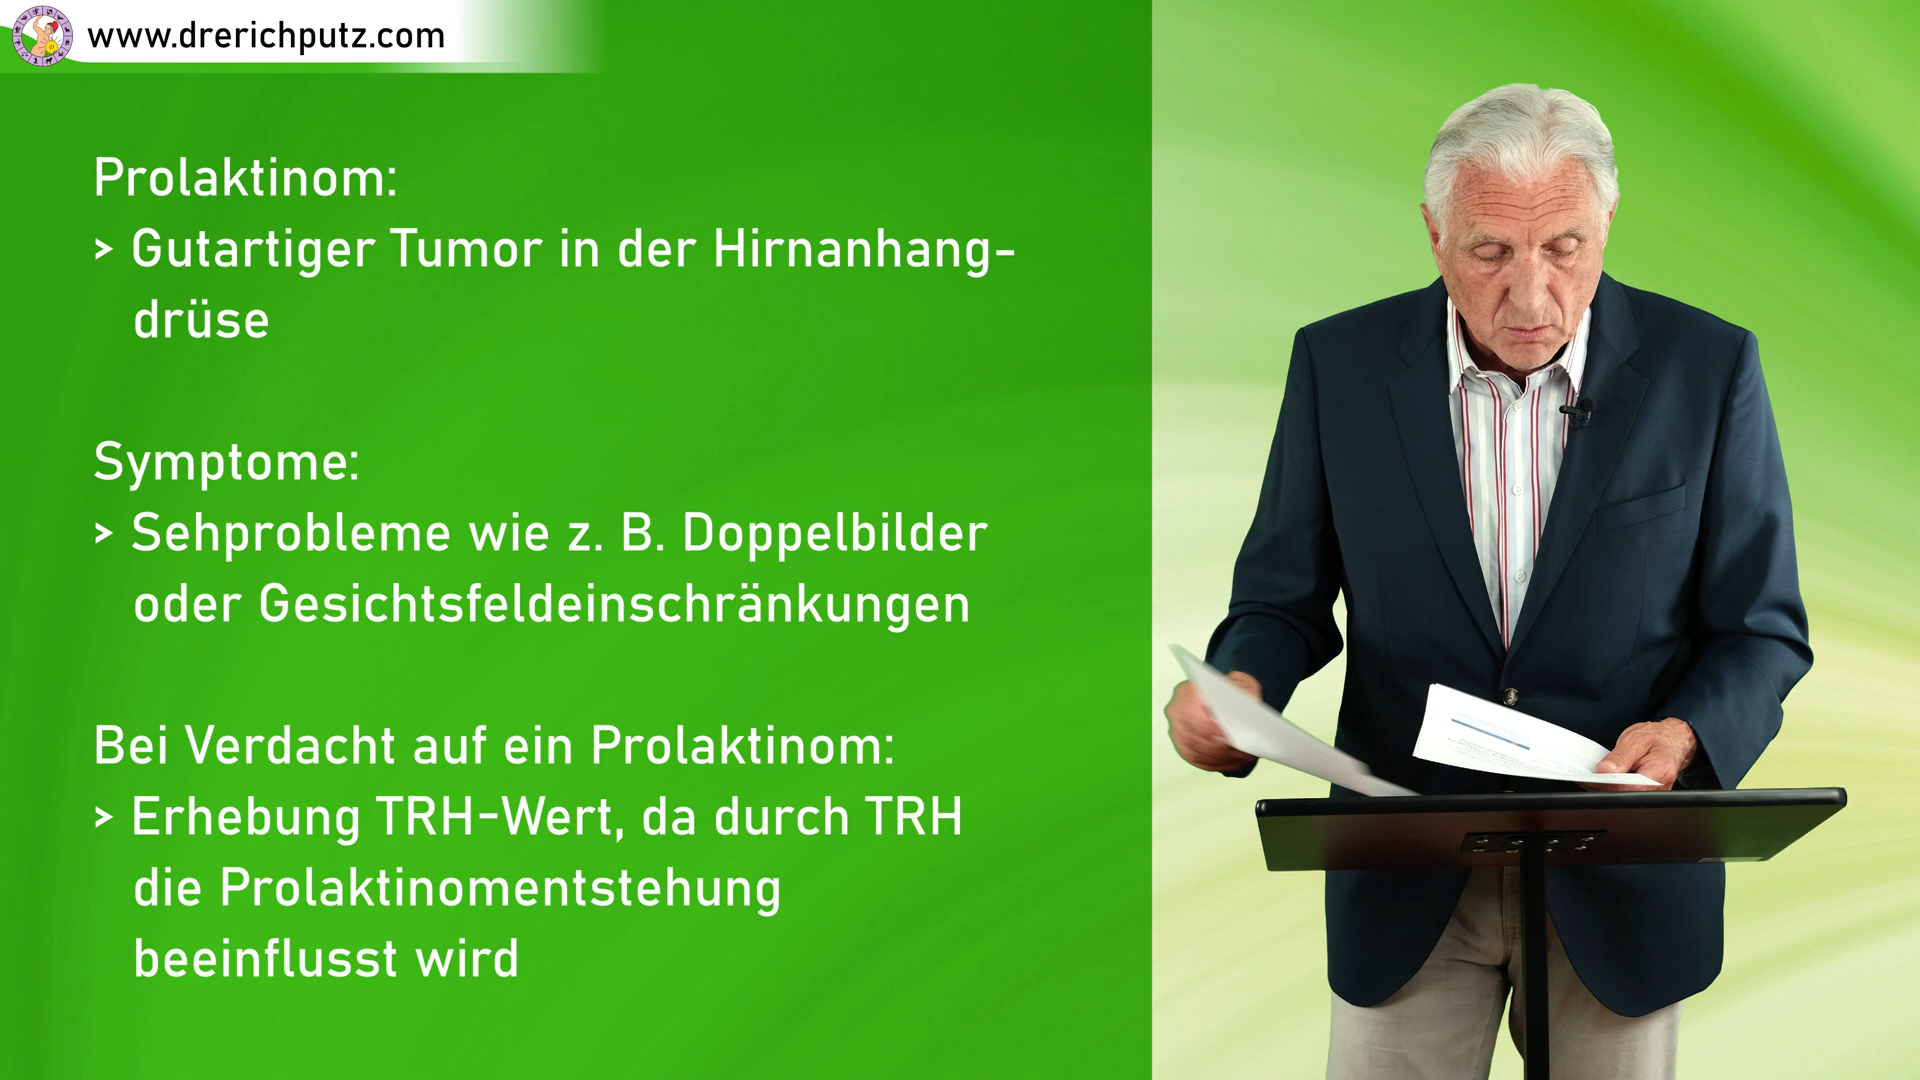 www.drerichputz.com
Prolaktinom:
> Gutartiger Tumor in der Hirnanhang-
drüse
Symptome:
> Sehprobleme wie z. B. Doppelbilder
oder Gesichtsfeldeinschränkungen
Bei Verdacht auf ein Prolaktinom:
> Erhebung TRH-Wert, da durch TRH
die Prolaktinomentstehung
beeinflusst wird